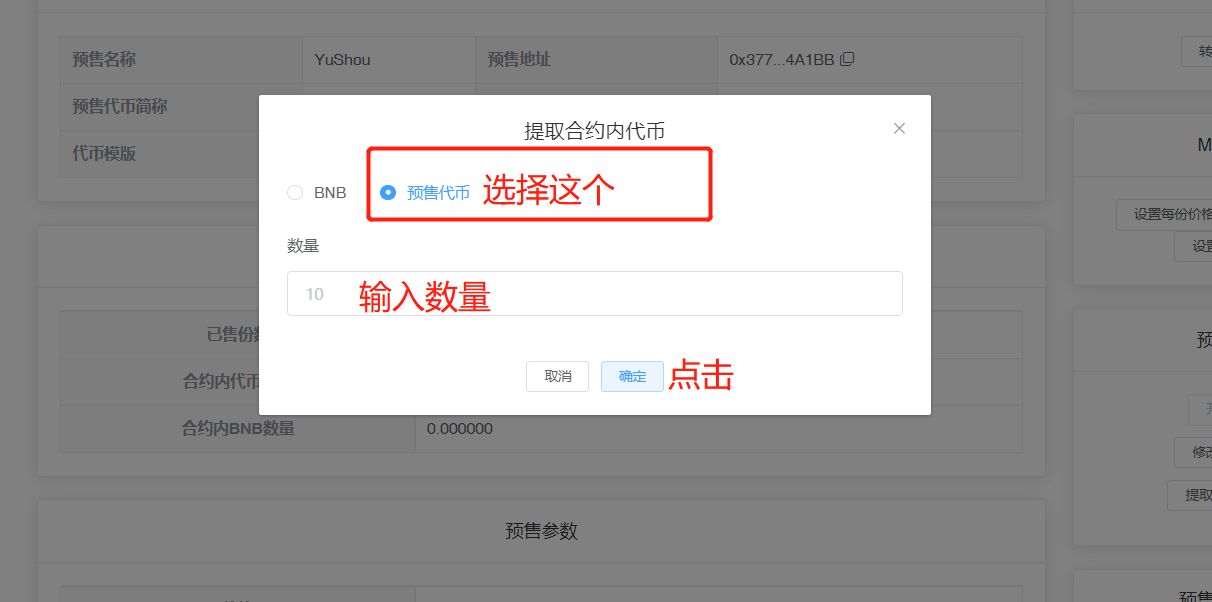 预售名称 YuShou 预售地址 0x377...4A1BB
转
预售代币简称
代币模版
提取合约内代币
M
BNB 预售代币 选择这个
设置每份价格
数量
设置
10 输入数量
已售份数
预
合约内代币
取消 确定 点击
合约内BNB数量 0.000000
修改
提取
预售参数
预售